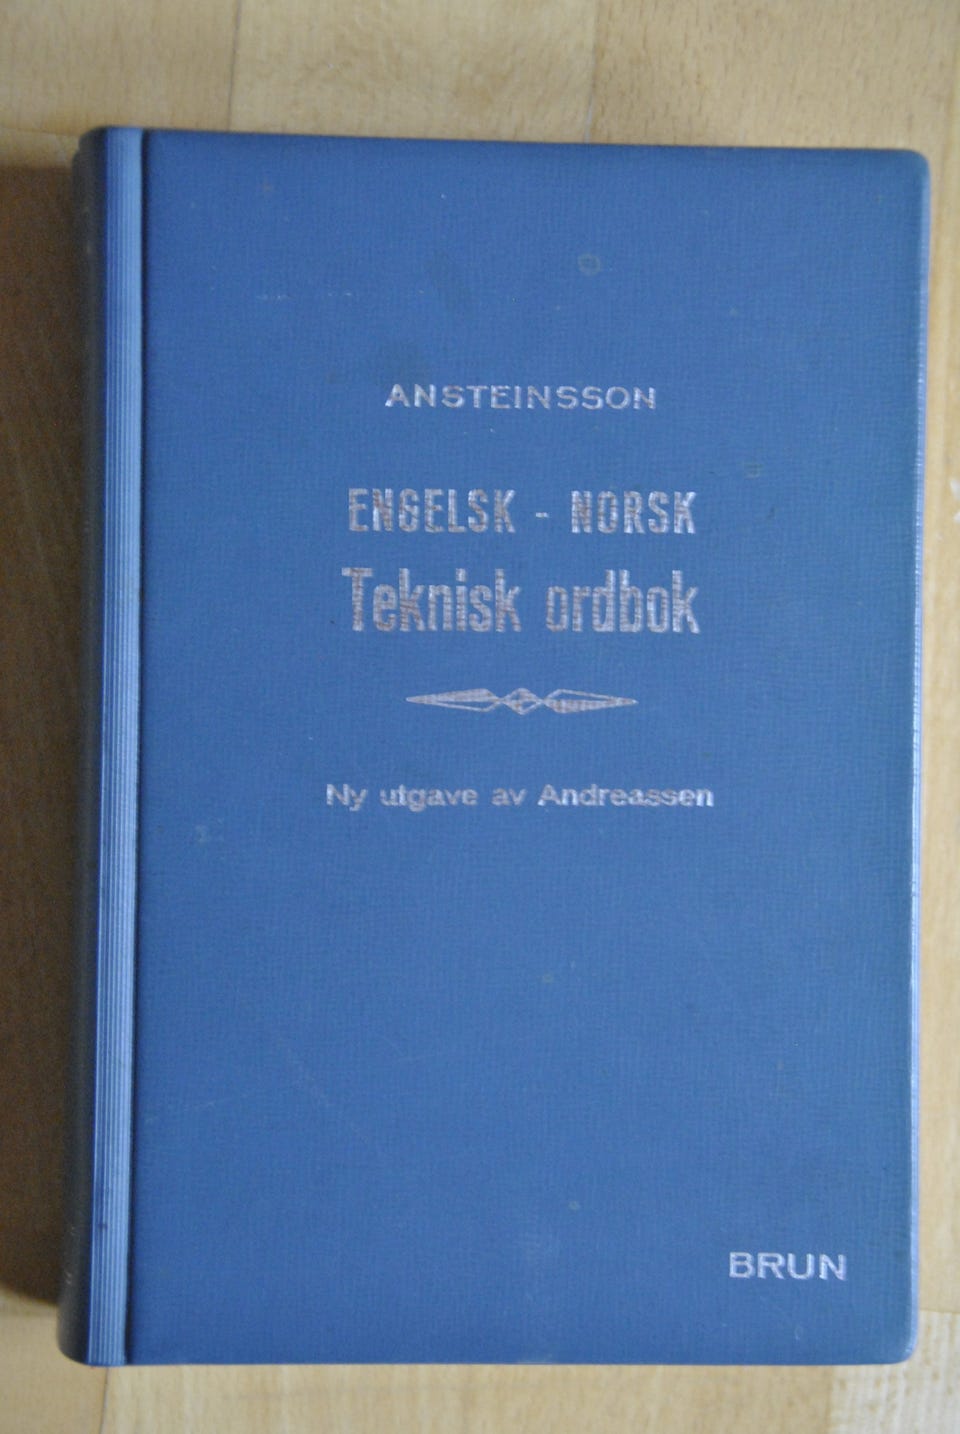 ANSTEINSSON
ENGELSK - NORSK
Teknisk ordbok
Ny utgave av Andreassen
BRUN